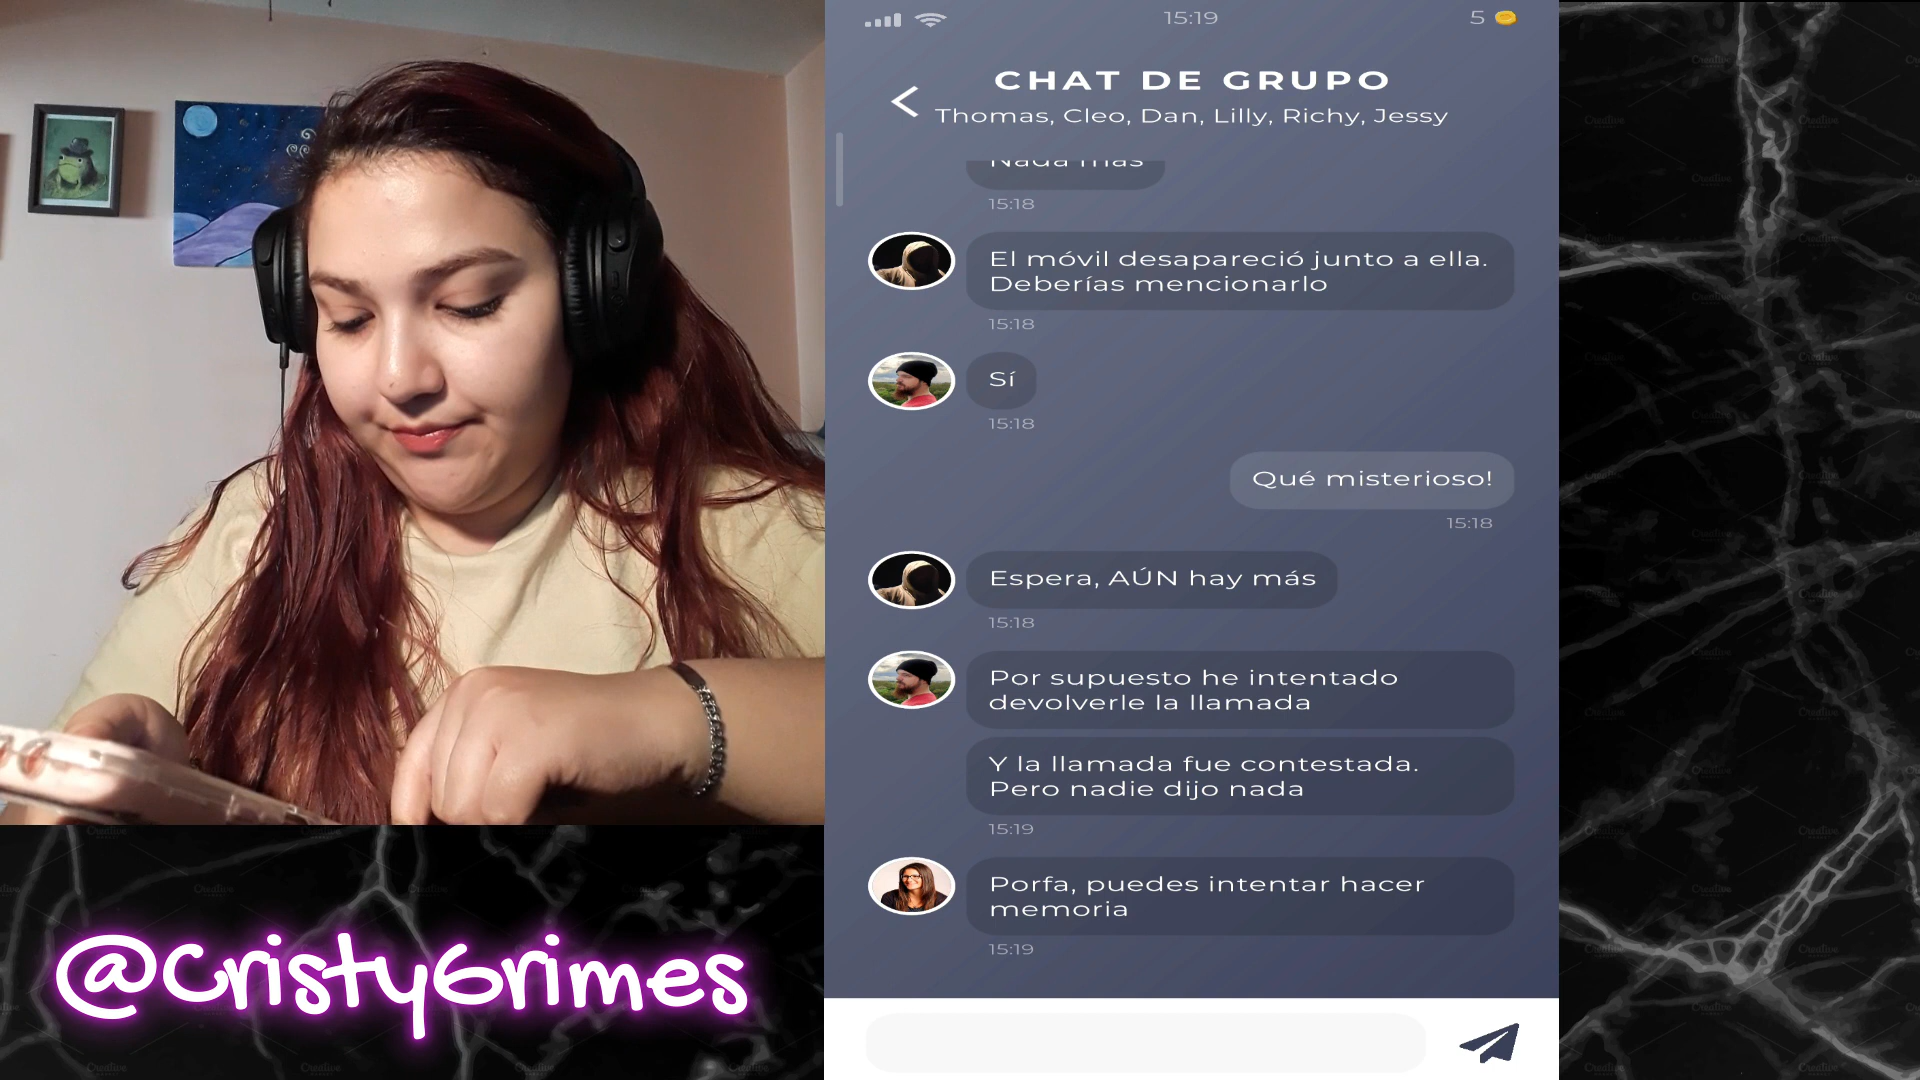 15:19
5
CHAT DE GRUPO
Thomas, Cleo, Dan, Lilly, Richy, Jessy
Nada más
15:18
El móvil desapareció junto a ella.
Deberías mencionarlo
15:18
Sí
15:18
Qué misterioso!
15:18
Espera, AÚN hay más
15:18
Por supuesto he intentado
devolverle la llamada
Y la llamada fue contestada.
Pero nadie dijo nada
15:19
Porfa, puedes intentar hacer
memoria
15:19
@CristyGrimes